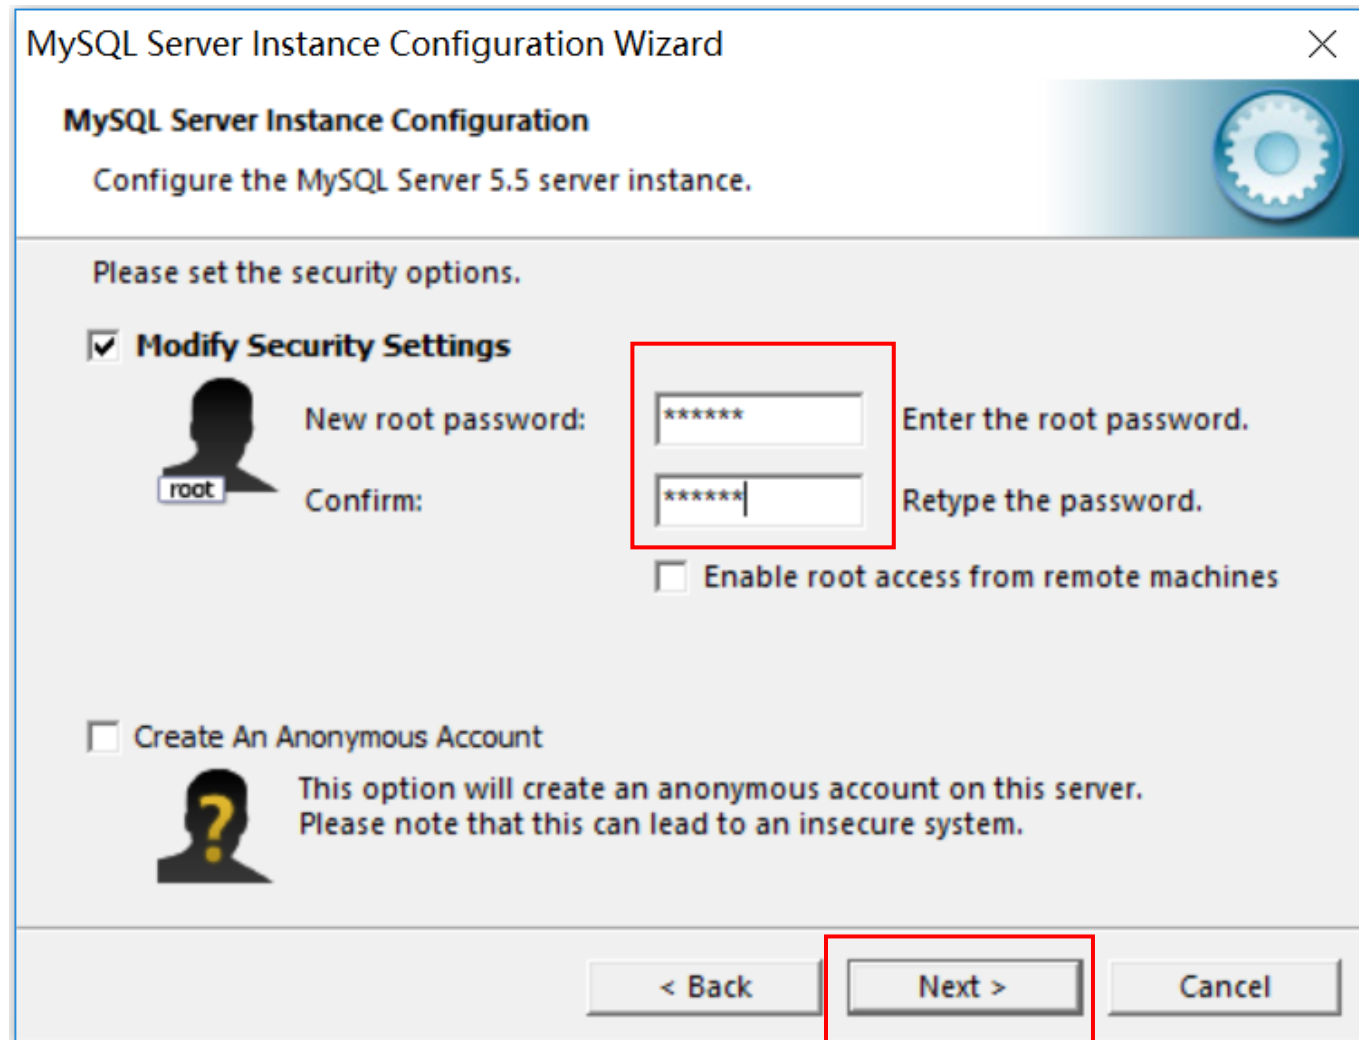 MySQL Server Instance Configuration Wizard
MySQL Server Instance Configuration
Configure the MySQL Server 5.5 server instance.
Please set the security options.
Modify Security Settings
New root password: ****** Enter the root password.
root
Confirm: ****** Retype the password.
Enable root access from remote machines
Create An Anonymous Account
?
This option will create an anonymous account on this server.
Please note that this can lead to an insecure system.
< Back Next > Cancel